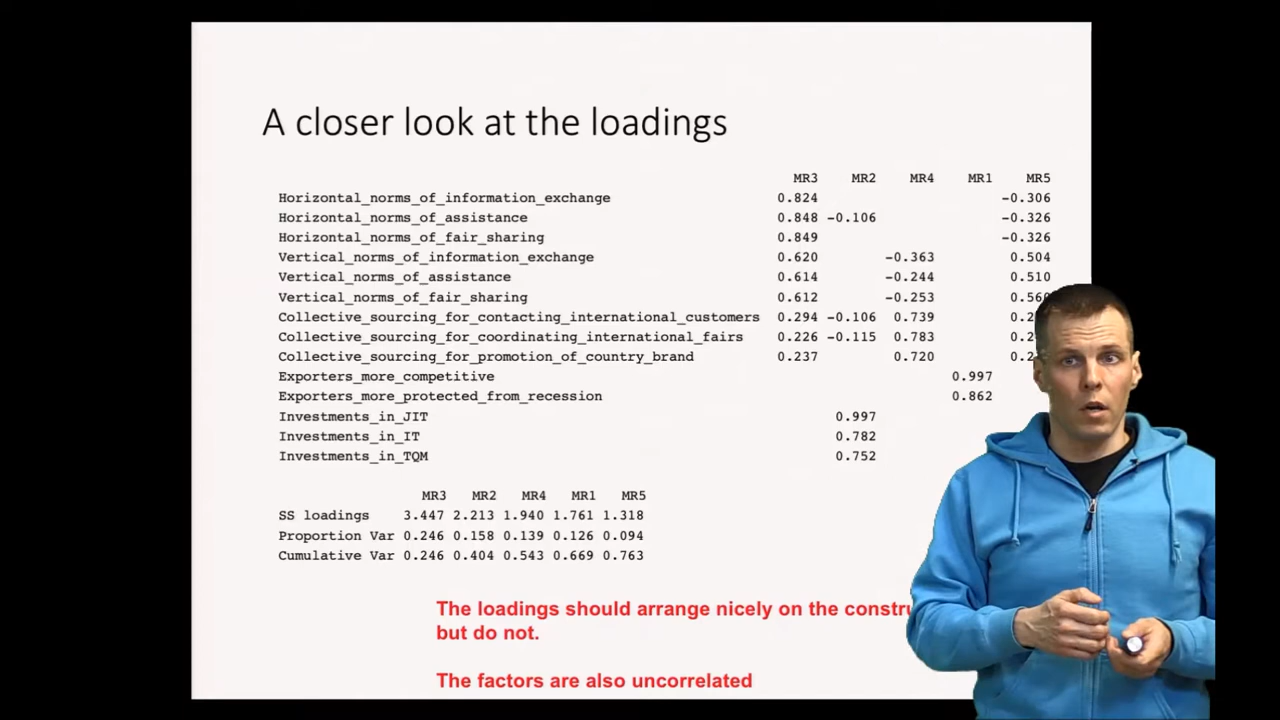 A closer look at the loadings
MR3 MR2 MR4 MR1 MR5
Horizontal_norms_of_information_exchange 0.824 -0.306
Horizontal_norms_of_assistance 0.848 -0.106 -0.326
Horizontal_norms_of_fair_sharing 0.849 -0.326
Vertical_norms_of_information_exchange 0.620 -0.363 0.504
Vertical_norms_of_assistance 0.614 -0.244 0.510
Vertical_norms_of_fair_sharing 0.612 -0.253 0.560
Collective_sourcing_for_contacting_international_customers 0.294 -0.106 0.739
Collective_sourcing_for_coordinating_international_fairs 0.226 -0.115 0.783
Collective_sourcing_for_promotion_of_country_brand 0.237 0.720
Exporters_more_competitive 0.997
Exporters_more_protected_from_recession 0.862
Investments_in_JIT 0.997
Investments_in_IT 0.782
Investments_in_TQM 0.752
MR3 MR2 MR4 MR1 MR5
SS loadings 3.447 2.213 1.940 1.761 1.318
Proportion Var 0.246 0.158 0.139 0.126 0.094
Cumulative Var 0.246 0.404 0.543 0.669 0.763
The loadings should arrange nicely on the
but do not.
The factors are also uncorrelated